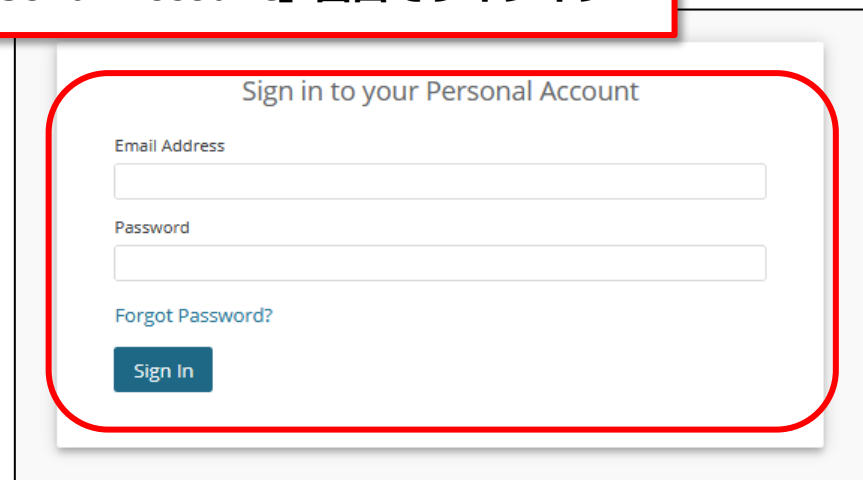 Sign in to your Personal Account
Email Address
Password
Forgot Password?
Sign In